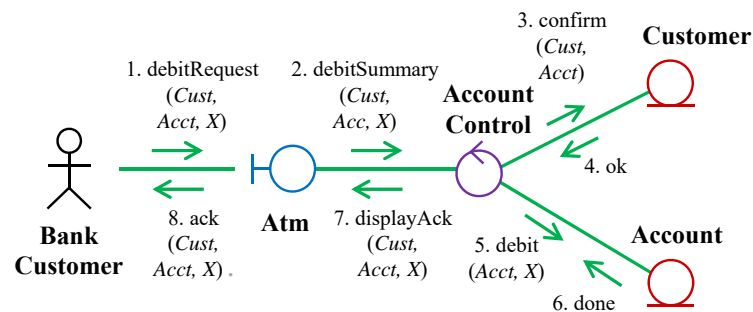 1. debitRequest
(Cust,
Acct, X)
2. debitSummary
(Cust,
Acc, X)
3. confirm
(Cust,
Acct)
Customer
Account
Control
4. ok
Bank
Customer
8. ack
(Cust,
Acct, X) .
Atm
7. displayAck
(Cust,
Acct, X)
5. debit
(Acct, X)
6. done
Account